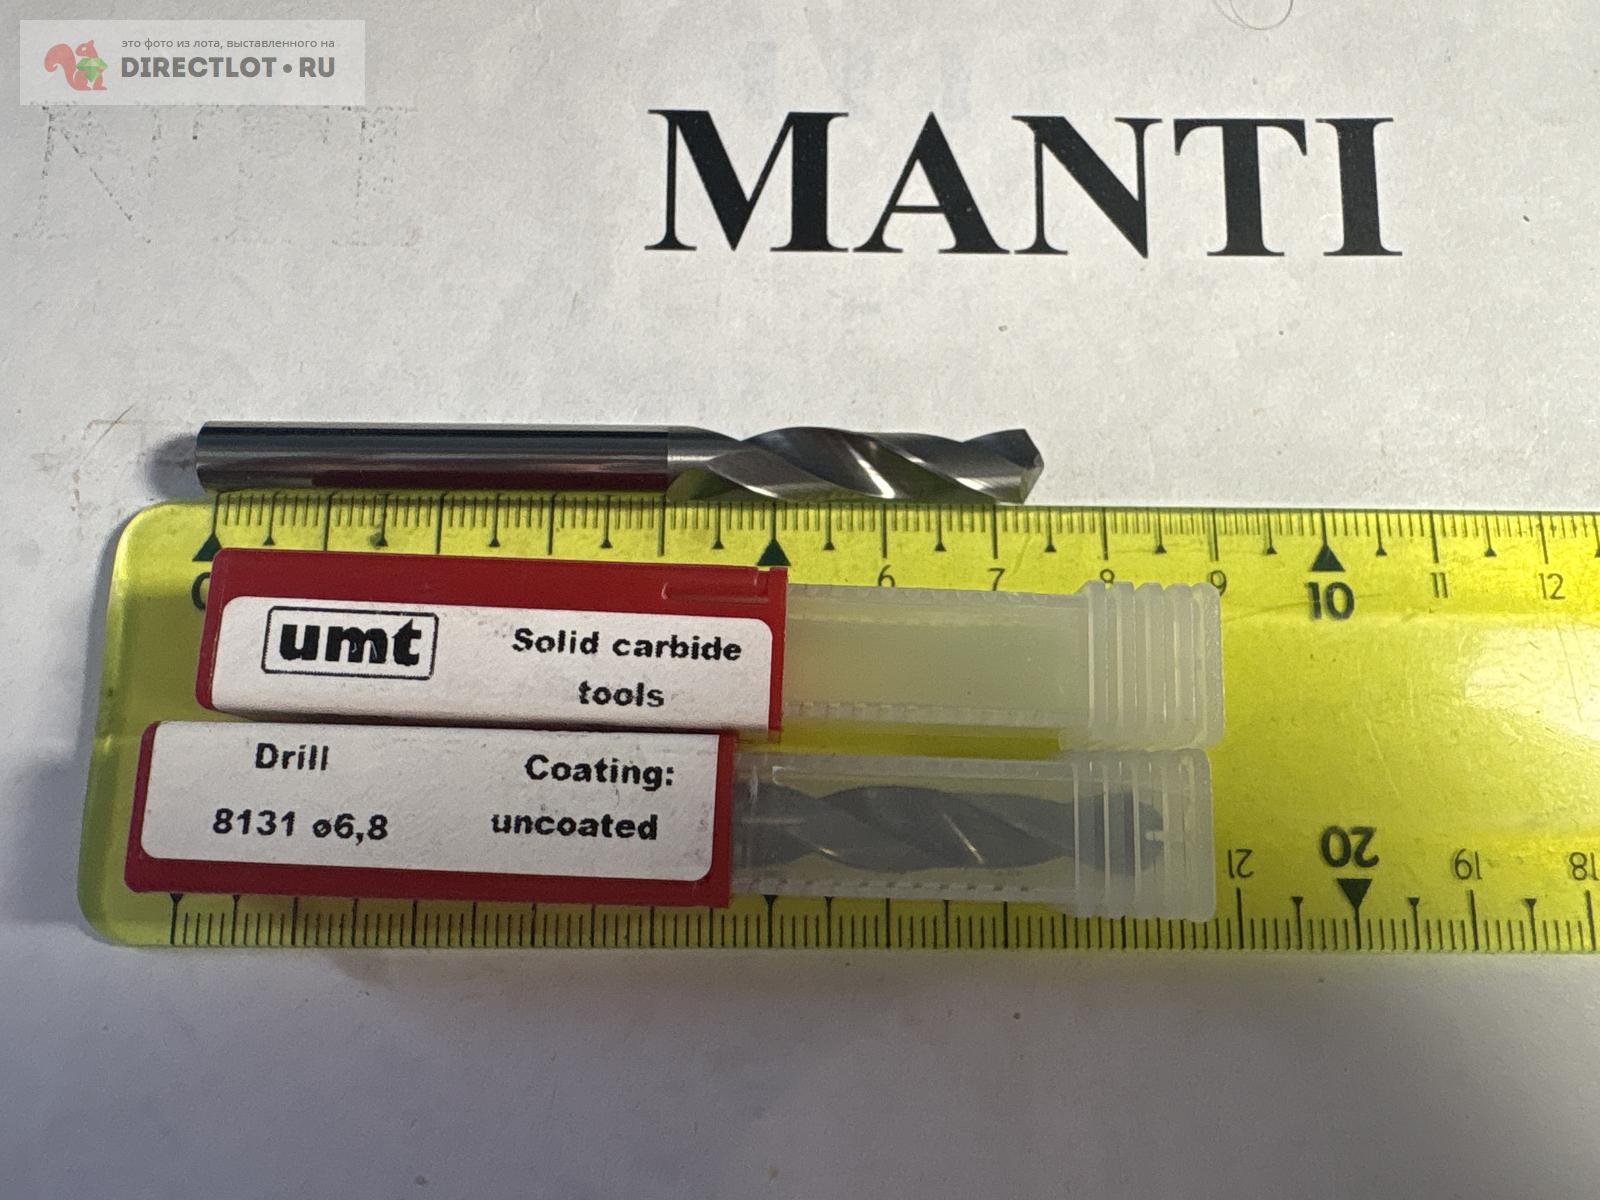 это фото из лота, выставленного на
DIRECTLOT•RU
MANTI
0 6 7 8 9 10 11 12
umt
Solid carbide
tools
Drill
Coating:
8131 ø6,8
uncoated
21 20 19 18